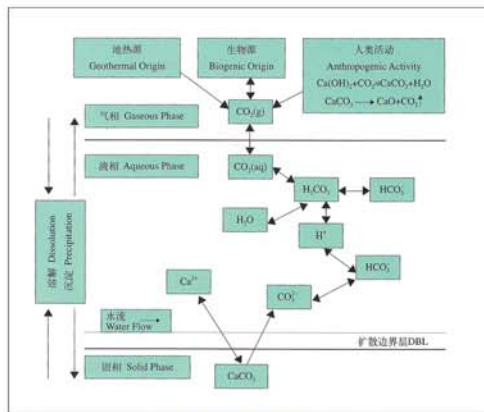 地热源
Geothermal Origin
生物源
Biogenic Origin
人类活动
Anthropogenic Activity
Ca(OH)₂+CO₂=CaCO₃+H₂O
CaCO₃⟶CaO+CO₂↑
CO₂(g)
气相 Gaseous Phase
液相 Aqueous Phase
CO₂(aq)
H₂CO₃
HCO₃⁻
H₂O
H⁺
溶解 Dissolution
沉淀 Precipitation
HCO₃⁻
Ca²⁺
CO₃²⁻
水流
Water Flow
扩散边界层DBL
固相 Solid Phase
CaCO₃